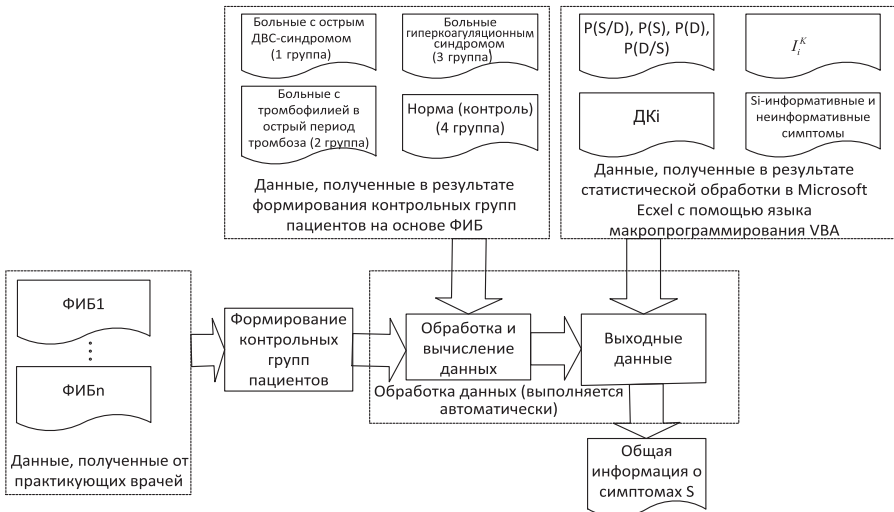 Больные с острым
ДВС-синдромом
(1 группа)
Больные
гиперкоагуляционным
синдромом
(3 группа)
Больные с
тромбофилией в
острый период
тромбоза (2 группа)
Норма (контроль)
(4 группа)
Данные, полученные в результате
формирования контрольных групп
пациентов на основе ФИБ
P(S/D), P(S), P(D),
P(D/S)
I_i^K
ДКi
Si-информативные и
неинформативные
симптомы
Данные, полученные в результате
статистической обработки в Microsoft
Ecxel с помощью языка
макропрограммирования VBA
ФИБ1
ФИБn
Данные, полученные от
практикующих врачей
Формирование
контрольных
групп
пациентов
Обработка и
вычисление
данных
Выходные
данные
Обработка данных (выполняется
автоматически)
Общая
информация о
симптомах S